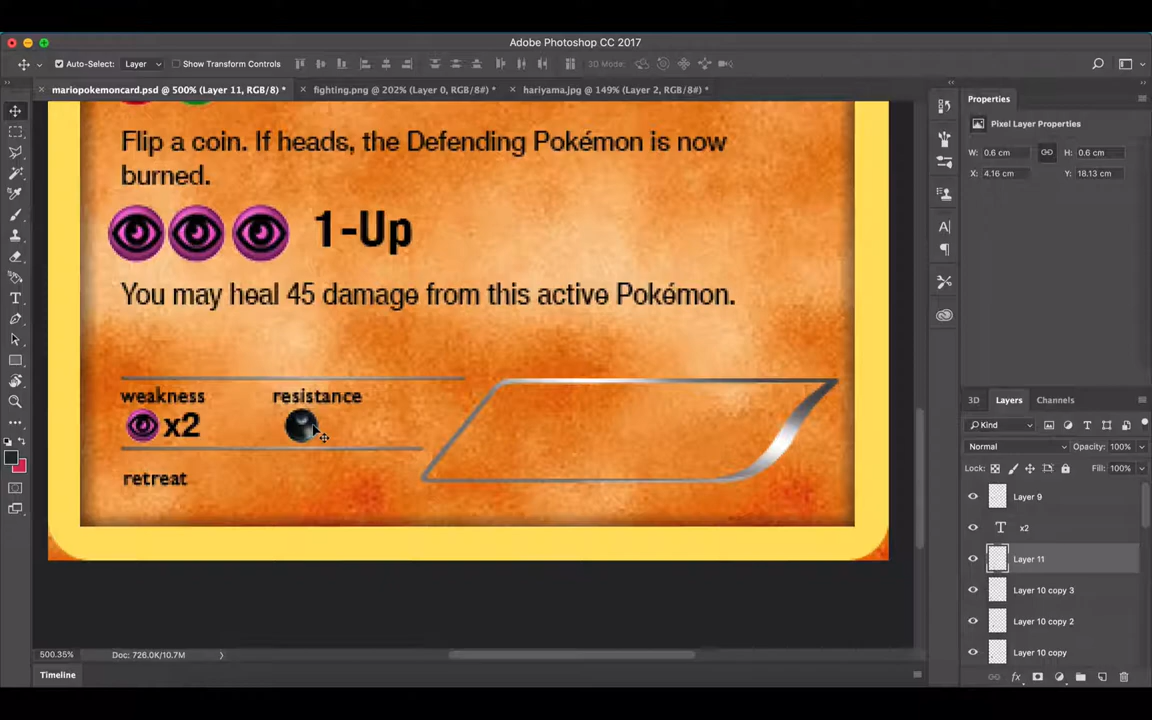 Adobe Photoshop CC 2017
Auto-Select: Layer Show Transform Controls 3D Mode:
mariopokemoncard.psd @ 500% (Layer 11, RGB/8) * fighting.png @ 202% (Layer 0, RGB/8#) * hariyama.jpg @ 149% (Layer 2, RGB/8#) *
Properties
Pixel Layer Properties
W: 0.6 cm H: 0.6 cm
X: 4.16 cm Y: 18.13 cm
Flip a coin. If heads, the Defending Pokémon is now
burned.
1-Up
You may heal 45 damage from this active Pokémon.
weakness resistance
x2
retreat
3D Layers Channels
Kind
Normal Opacity: 100%
Lock: Fill: 100%
Layer 9
T x2
Layer 11
Layer 10 copy 3
Layer 10 copy 2
Layer 10 copy
fx
500.35% Doc: 726.0K/10.7M
Timeline